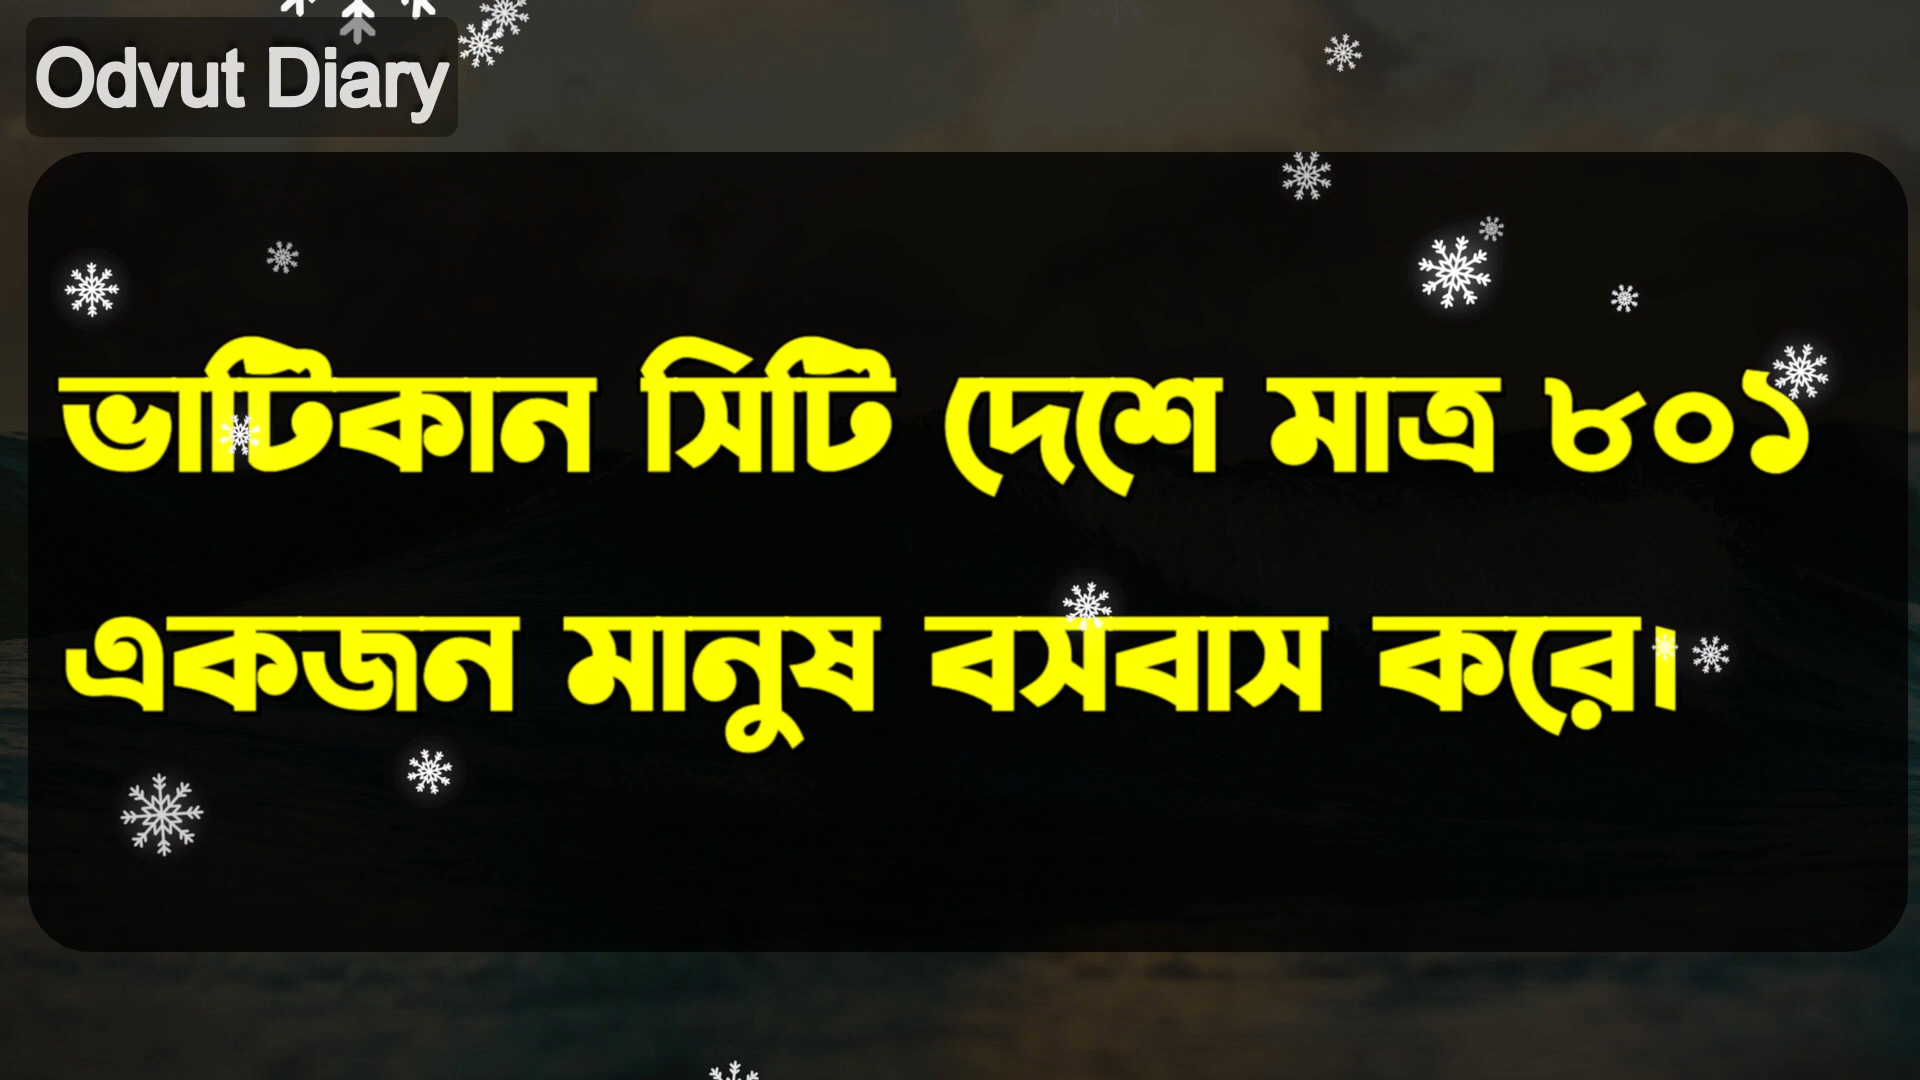 Odvut Diary
ভাটিকান সিটি দেশে মাত্র ৮০১
একজন মানুষ বসবাস করে।